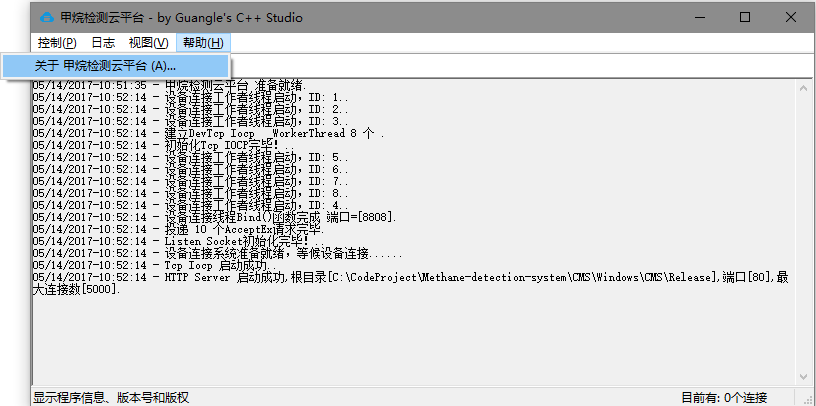 甲烷检测云平台 - by Guangle's C++ Studio
控制(P) 日志 视图(V) 帮助(H)
关于 甲烷检测云平台 (A)...
05/14/2017-10:51:35 - 甲烷检测云平台 准备就绪.
05/14/2017-10:52:14 - 设备连接工作者线程启动，ID: 1..
05/14/2017-10:52:14 - 设备连接工作者线程启动，ID: 2..
05/14/2017-10:52:14 - 设备连接工作者线程启动，ID: 3..
05/14/2017-10:52:14 - 建立DevTcp Iocp _WorkerThread 8 个 .
05/14/2017-10:52:14 - 初始化Tcp IOCP完毕！..
05/14/2017-10:52:14 - 设备连接工作者线程启动，ID: 5..
05/14/2017-10:52:14 - 设备连接工作者线程启动，ID: 6..
05/14/2017-10:52:14 - 设备连接工作者线程启动，ID: 7..
05/14/2017-10:52:14 - 设备连接工作者线程启动，ID: 8..
05/14/2017-10:52:14 - 设备连接工作者线程启动，ID: 4..
05/14/2017-10:52:14 - 设备连接线程Bind()函数完成 端口=[8808].
05/14/2017-10:52:14 - 投递 10 个AcceptEx请求完毕.
05/14/2017-10:52:14 - Listen Socket初始化完毕！..
05/14/2017-10:52:14 - 设备连接系统准备就绪，等候设备连接......
05/14/2017-10:52:14 - Tcp Iocp 启动成功..
05/14/2017-10:52:14 - HTTP Server 启动成功,根目录[C:\CodeProject\Methane-detection-system\CMS\Windows\CMS\Release],端口[80],最
大连接数[5000].
显示程序信息、版本号和版权 目前有: 0个连接